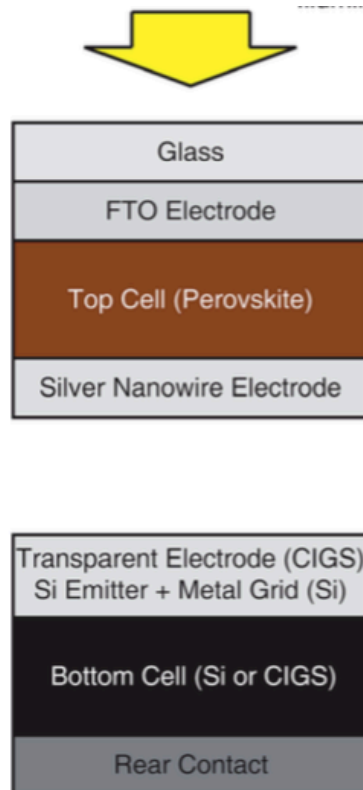 Glass
FTO Electrode
Top Cell (Perovskite)
Silver Nanowire Electrode
Transparent Electrode (CIGS)
Si Emitter + Metal Grid (Si)
Bottom Cell (Si or CIGS)
Rear Contact